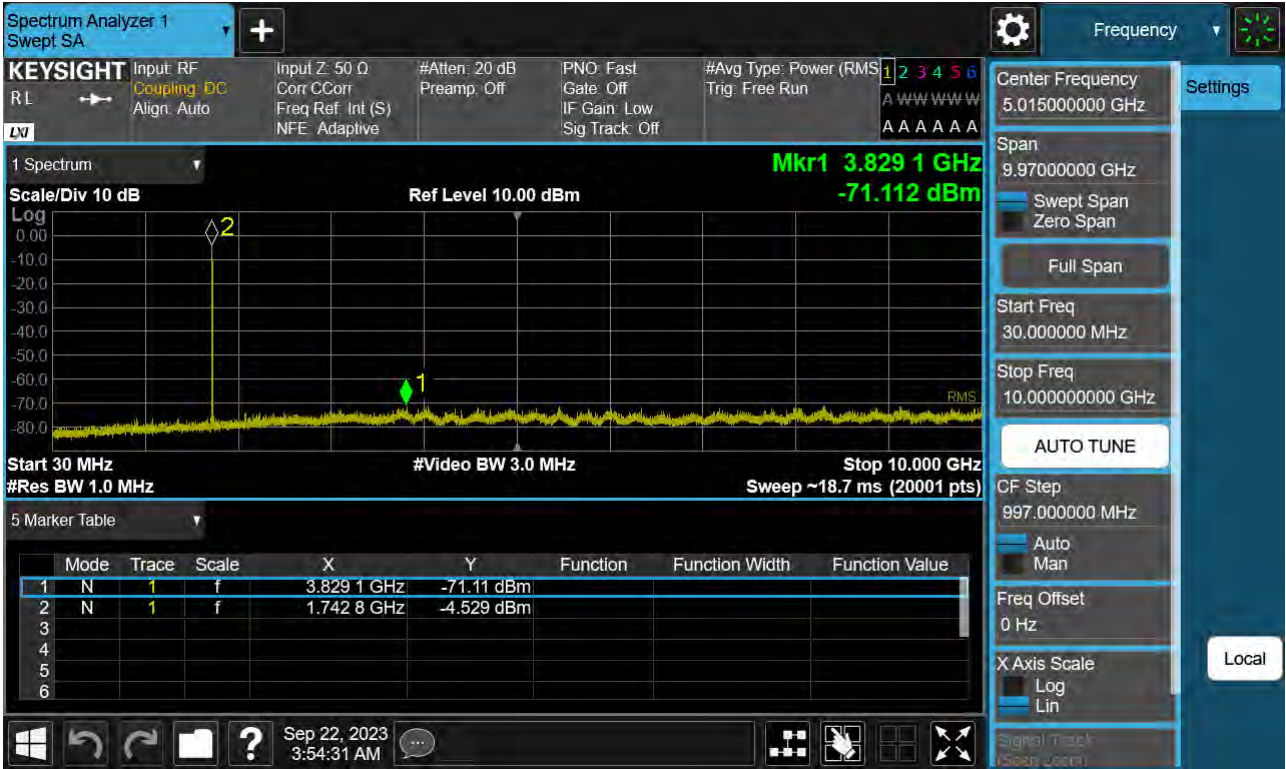 Spectrum Analyzer 1
Swept SA
+
Frequency
KEYSIGHT
RL
LXI
Input: RF
Coupling: DC
Align: Auto
Input Z: 50 Ω
Corr CCorr
Freq Ref: Int (S)
NFE: Adaptive
#Atten: 20 dB
Preamp: Off
PNO: Fast
Gate: Off
IF Gain: Low
Sig Track: Off
#Avg Type: Power (RMS
Trig: Free Run
1 2 3 4 5 6
A W W W W W
A A A A A A
1 Spectrum
Scale/Div 10 dB
Ref Level 10.00 dBm
Mkr1 3.829 1 GHz
-71.112 dBm
Log
0.00
-10.0
-20.0
-30.0
-40.0
-50.0
-60.0
-70.0
-80.0
2
1
RMS
Start 30 MHz
#Video BW 3.0 MHz
Stop 10.000 GHz
#Res BW 1.0 MHz
Sweep ~18.7 ms (20001 pts)
5 Marker Table
Mode Trace Scale X Y Function Function Width Function Value
1 N 1 f 3.829 1 GHz -71.11 dBm
2 N 1 f 1.742 8 GHz -4.529 dBm
3
4
5
6
?
Sep 22, 2023
3:54:31 AM
Center Frequency
5.015000000 GHz
Span
9.97000000 GHz
Swept Span
Zero Span
Full Span
Start Freq
30.000000 MHz
Stop Freq
10.000000000 GHz
AUTO TUNE
CF Step
997.000000 MHz
Auto
Man
Freq Offset
0 Hz
X Axis Scale
Log
Lin
Signal Track
(Span Zoom)
Settings
Local